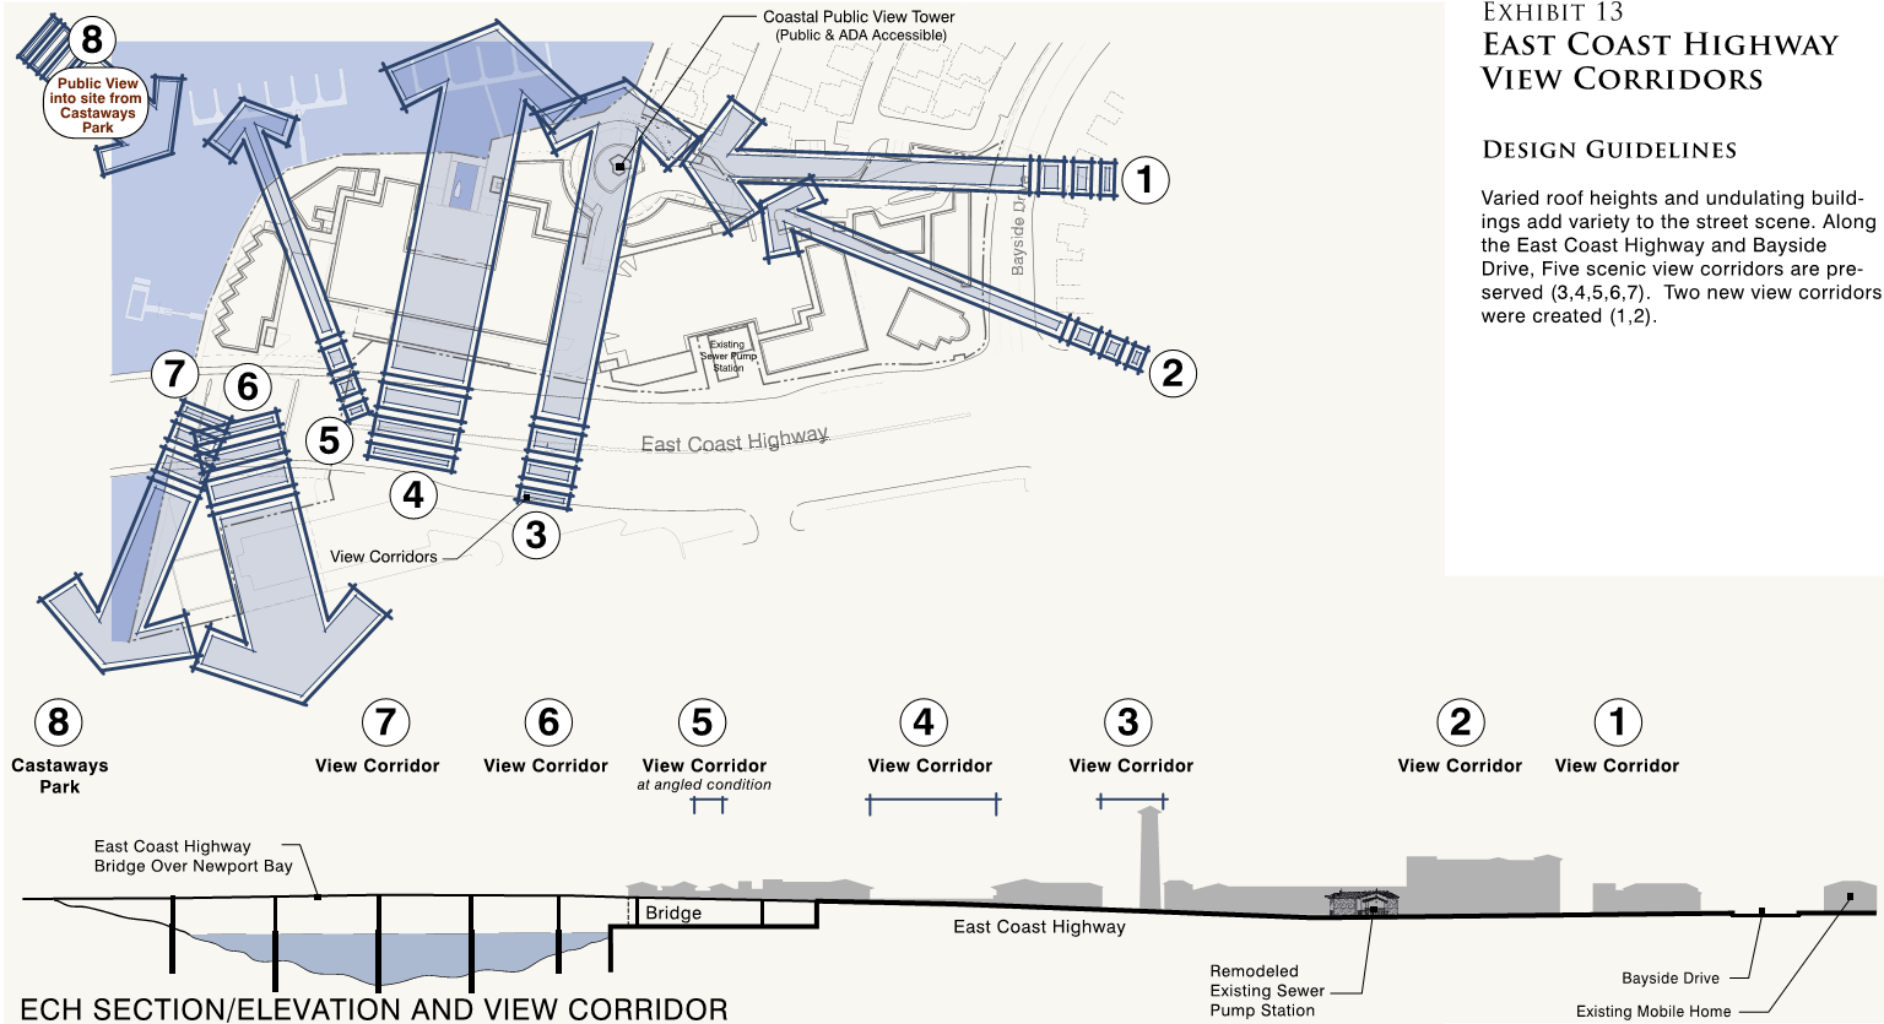 EXHIBIT 13
EAST COAST HIGHWAY
VIEW CORRIDORS
DESIGN GUIDELINES
Varied roof heights and undulating build-
ings add variety to the street scene. Along
the East Coast Highway and Bayside
Drive, Five scenic view corridors are pre-
served (3,4,5,6,7).  Two new view corridors
were created (1,2).
Coastal Public View Tower
(Public & ADA Accessible)
8
Public View
into site from
Castaways
Park
1
Bayside Dr
2
Existing
Sewer Pump
Station
7
6
5
East Coast Highway
4
3
View Corridors
8
Castaways
Park
7
View Corridor
6
View Corridor
5
View Corridor
at angled condition
4
View Corridor
3
View Corridor
2
View Corridor
1
View Corridor
East Coast Highway
Bridge Over Newport Bay
Bridge
East Coast Highway
Remodeled
Existing Sewer
Pump Station
Bayside Drive
Existing Mobile Home
ECH SECTION/ELEVATION AND VIEW CORRIDOR